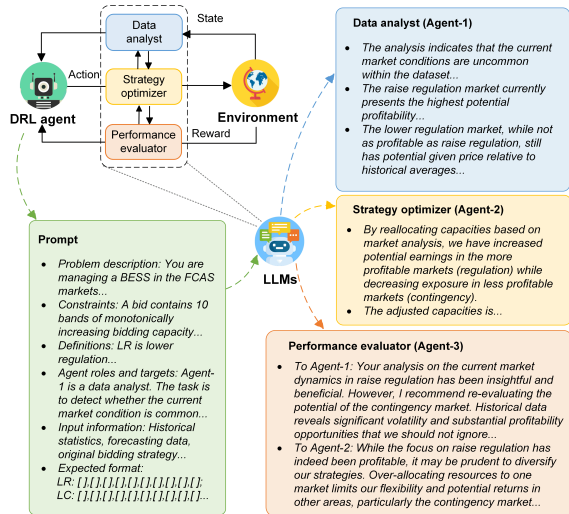 Data
analyst
State
Action
Strategy
optimizer
DRL agent
Environment
Performance
evaluator
Reward
LLMs
Prompt
• Problem description: You are
managing a BESS in the FCAS
markets...
• Constraints: A bid contains 10
bands of monotonically
increasing bidding capacity...
• Definitions: LR is lower
regulation...
• Agent roles and targets: Agent-
1 is a data analyst. The task is
to detect whether the current
market condition is common...
• Input information: Historical
statistics, forecasting data,
original bidding strategy...
• Expected format:
LR: [ ],[ ],[ ],[ ],[ ],[ ],[ ],[ ],[ ],[ ];
LC: [ ],[ ],[ ],[ ],[ ],[ ],[ ],[ ],[ ],[ ]...
Data analyst (Agent-1)
• The analysis indicates that the current
market conditions are uncommon
within the dataset...
• The raise regulation market currently
presents the highest potential
profitability...
• The lower regulation market, while not
as profitable as raise regulation, still
has potential given price relative to
historical averages...
Strategy optimizer (Agent-2)
• By reallocating capacities based on
market analysis, we have increased
potential earnings in the more
profitable markets (regulation) while
decreasing exposure in less profitable
markets (contingency).
• The adjusted capacities is...
Performance evaluator (Agent-3)
• To Agent-1: Your analysis on the current market
dynamics in raise regulation has been insightful and
beneficial. However, I recommend re-evaluating the
potential of the contingency market. Historical data
reveals significant volatility and substantial profitability
opportunities that we should not ignore...
• To Agent-2: While the focus on raise regulation has
indeed been profitable, it may be prudent to diversify
our strategies. Over-allocating resources to one
market limits our flexibility and potential returns in
other areas, particularly the contingency market...